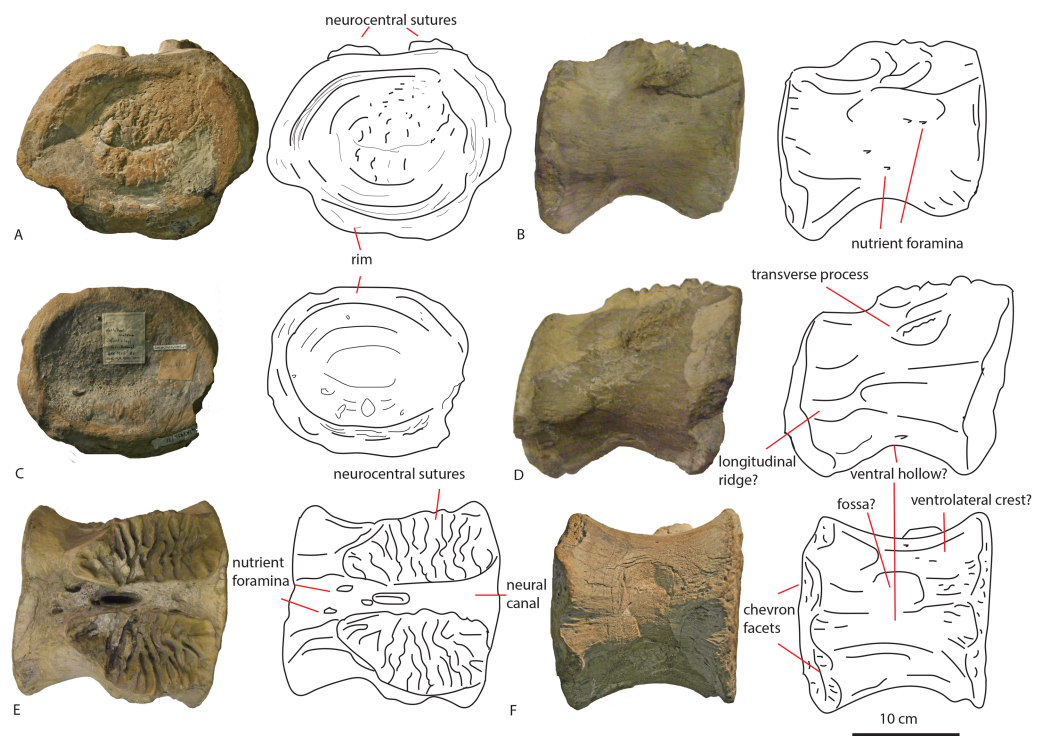 neurocentral sutures
A
B
rim
nutrient foramina
transverse process
C
D
longitudinal
ridge?
ventral hollow?
neurocentral sutures
fossa?
ventrolateral crest?
nutrient
foramina
neural
canal
chevron
facets
E
F
10 cm